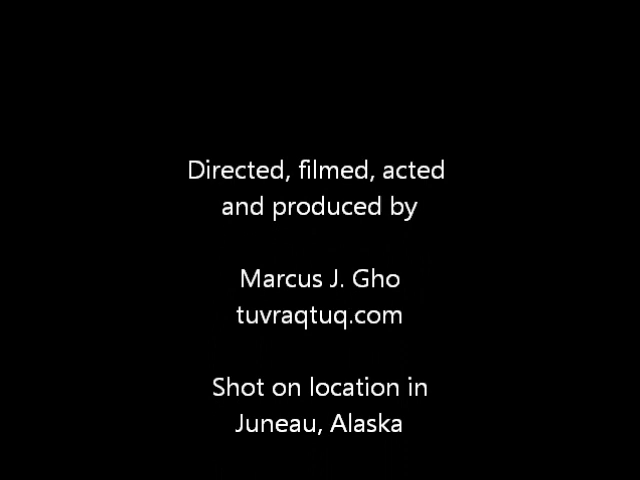 Directed, filmed, acted
and produced by
Marcus J. Gho
tuvraqtuq.com
Shot on location in
Juneau, Alaska